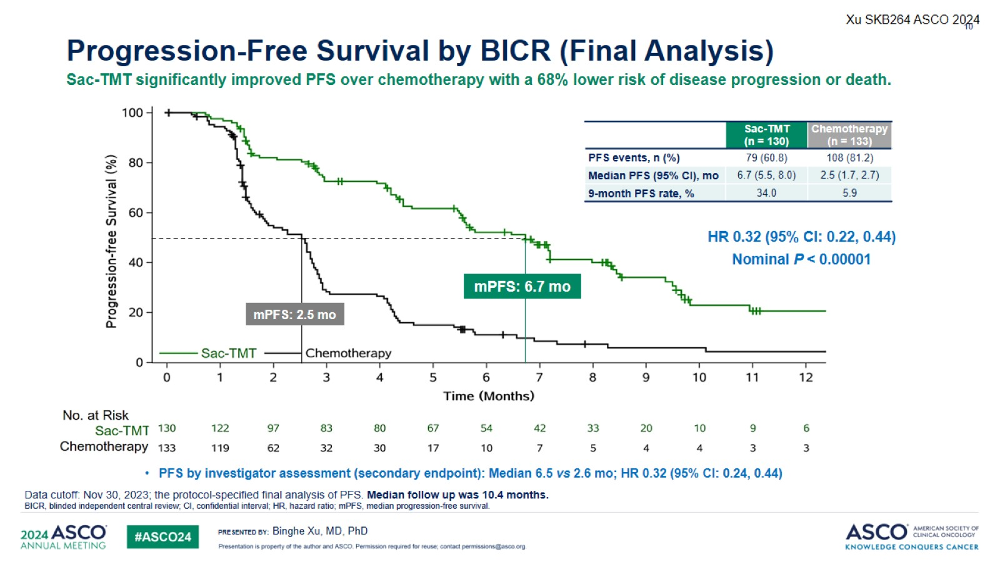 Xu SKB264 ASCO 2024
10
Progression-Free Survival by BICR (Final Analysis)
Sac-TMT significantly improved PFS over chemotherapy with a 68% lower risk of disease progression or death.
Progression-free Survival (%)
100
80
60
40
20
0
Sac-TMT (n = 130) Chemotherapy (n = 133)
PFS events, n (%) 79 (60.8) 108 (81.2)
Median PFS (95% CI), mo 6.7 (5.5, 8.0) 2.5 (1.7, 2.7)
9-month PFS rate, % 34.0 5.9
HR 0.32 (95% CI: 0.22, 0.44)
Nominal P < 0.00001
mPFS: 6.7 mo
mPFS: 2.5 mo
Sac-TMT Chemotherapy
0 1 2 3 4 5 6 7 8 9 10 11 12
Time (Months)
No. at Risk
Sac-TMT 130 122 97 83 80 67 54 42 33 20 10 9 6
Chemotherapy 133 119 62 32 30 17 10 7 5 4 4 3 3
• PFS by investigator assessment (secondary endpoint): Median 6.5 vs 2.6 mo; HR 0.32 (95% CI: 0.24, 0.44)
Data cutoff: Nov 30, 2023; the protocol-specified final analysis of PFS. Median follow up was 10.4 months.
BICR, blinded independent central review; CI, confidential interval; HR, hazard ratio; mPFS, median progression-free survival.
2024 ASCO
ANNUAL MEETING
#ASCO24
PRESENTED BY: Binghe Xu, MD, PhD
Presentation is property of the author and ASCO. Permission required for reuse; contact permissions@asco.org.
ASCO AMERICAN SOCIETY OF
CLINICAL ONCOLOGY
KNOWLEDGE CONQUERS CANCER